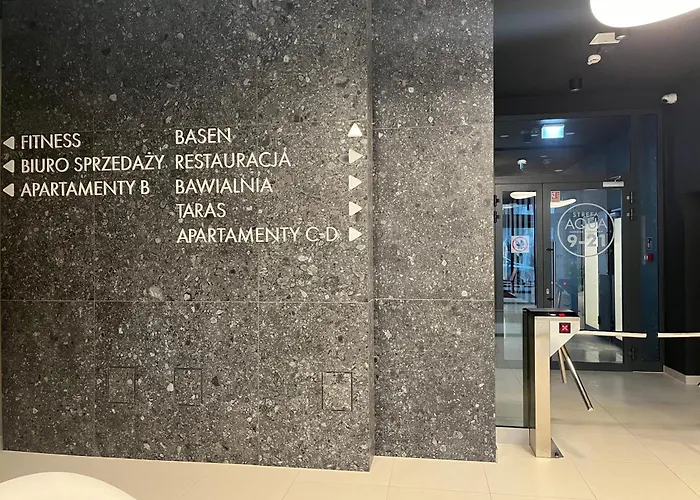 FITNESS
BIURO SPRZEDAŻY
APARTAMENTY B
BASEN
RESTAURACJA
BAWIALNIA
TARAS
APARTAMENTY C-D
STREFA
AQUA
9-21